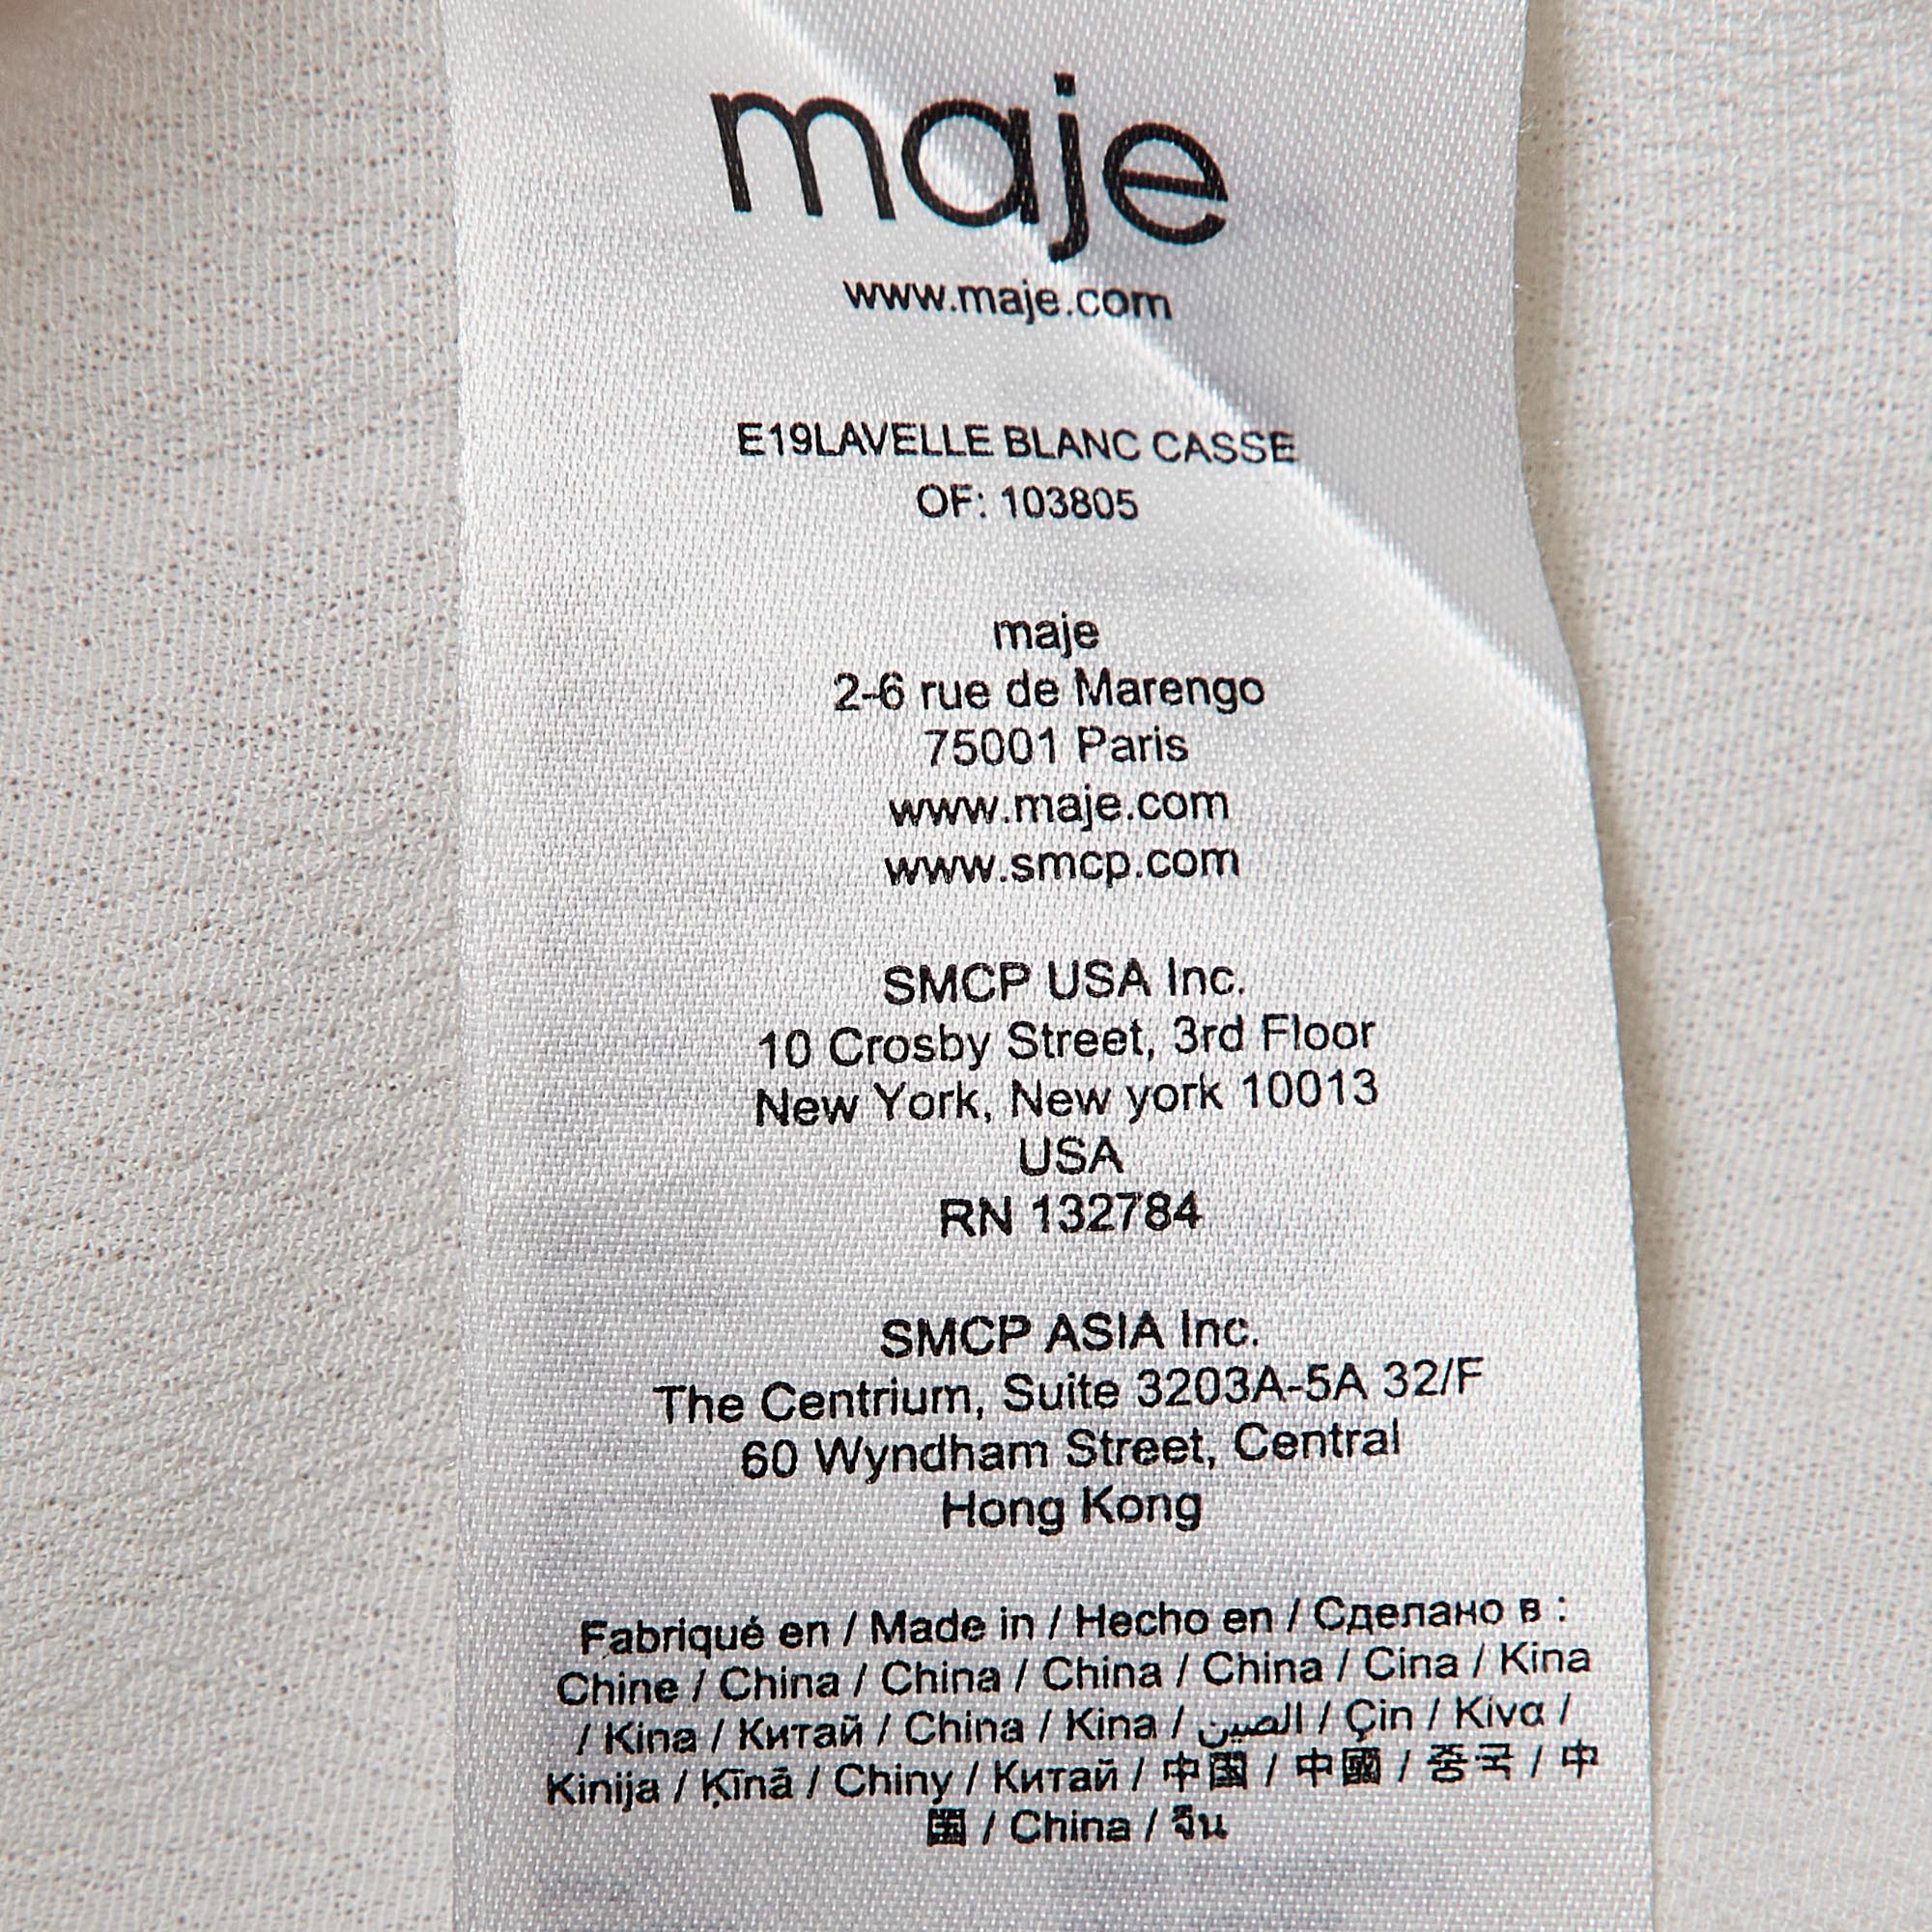 maje
www.maje.com
E19LAVELLE BLANC CASSE
OF: 103805
maje
2-6 rue de Marengo
75001 Paris
www.maje.com
www.smcp.com
SMCP USA Inc.
10 Crosby Street, 3rd Floor
New York, New york 10013
USA
RN 132784
SMCP ASIA Inc.
The Centrium, Suite 3203A-5A 32/F
60 Wyndham Street, Central
Hong Kong
Fabriqué en / Made in / Hecho en / Сделано в :
Chine / China / China / China / China / Cina / Kina
/ Kina / Китай / China / Kina / الصين / Çin / Κίνα /
Kinija / Ķīnā / Chiny / Китай / 中国 / 中國 / 중국 / 中
国 / China / จีน